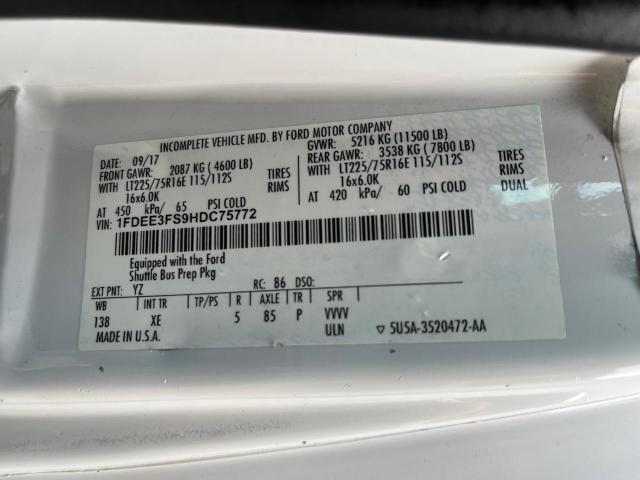 INCOMPLETE VEHICLE MFD. BY FORD MOTOR COMPANY
DATE: 09/17 GVWR: 5216 KG (11500 LB)
FRONT GAWR: 2087 KG (4600 LB) REAR GAWR: 3538 KG (7800 LB)
WITH LT225/75R16E 115/112S TIRES WITH LT225/75R16E 115/112S TIRES
16x6.0K RIMS 16x6.0K RIMS
AT 450 kPa/ 65 PSI COLD AT 420 kPa/ 60 PSI COLD DUAL
VIN: 1FDEE3FS9HDC75772
Equipped with the Ford
Shuttle Bus Prep Pkg
EXT PNT: YZ RC: 86 DSO:
WB INT TR TP/PS R AXLE TR SPR
138 XE 5 85 P VVVV
MADE IN U.S.A. ULN 5U5A-3520472-AA